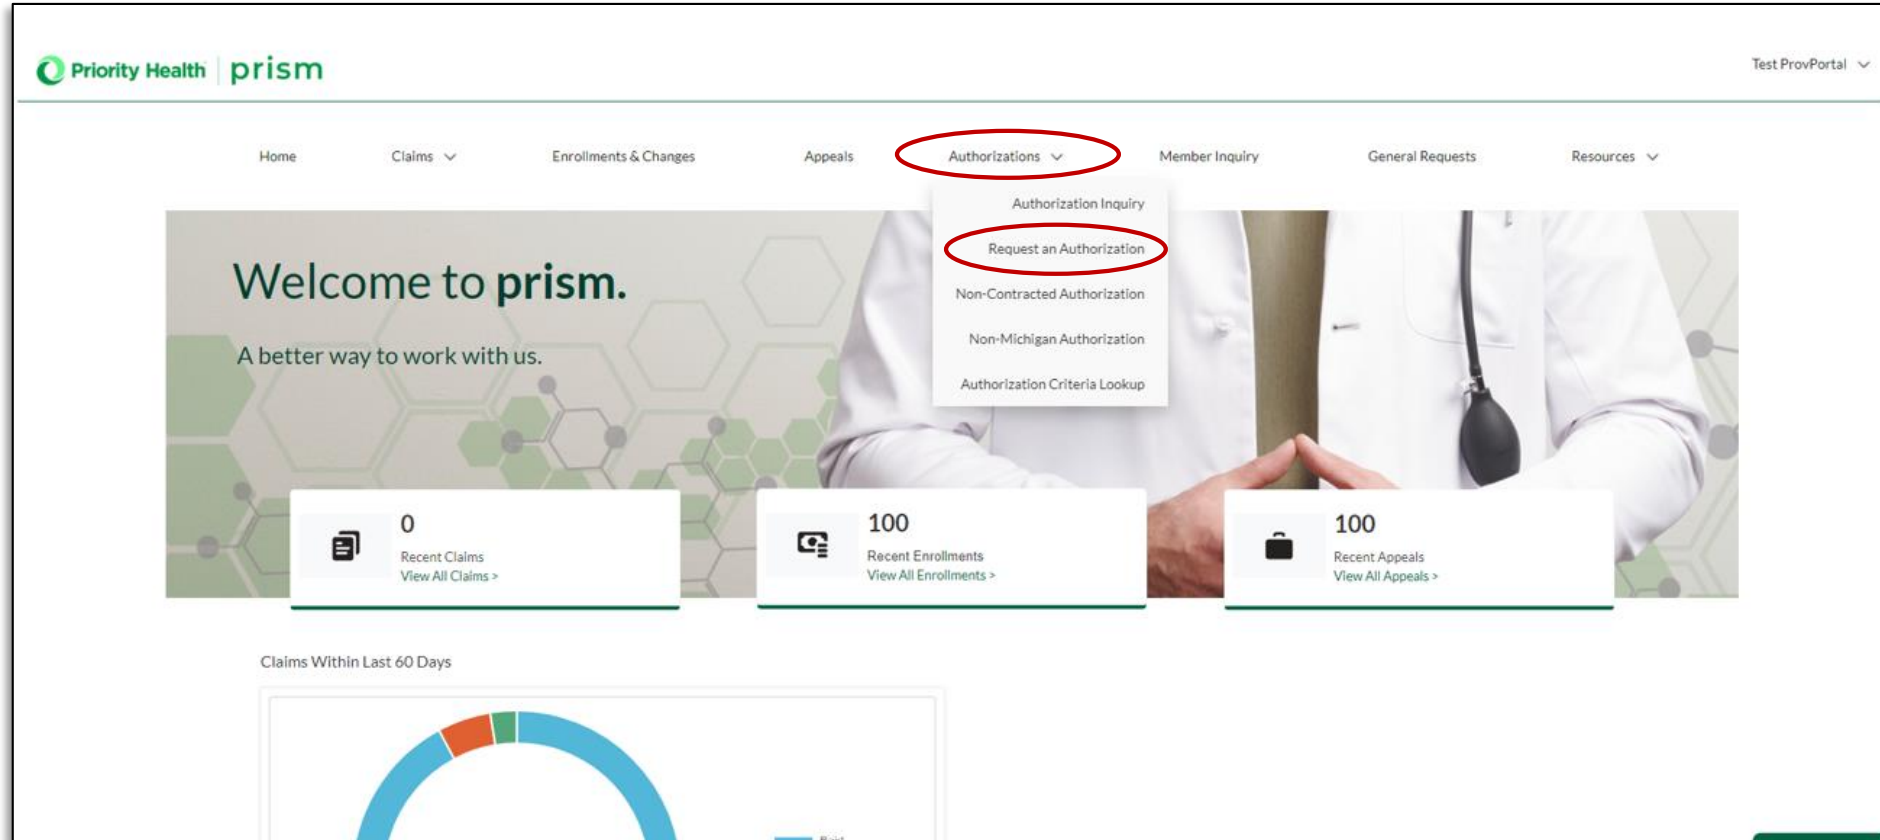 Priority Health prism
Test ProvPortal
Home
Claims
Enrollments & Changes
Appeals
Authorizations
Member Inquiry
General Requests
Resources
Authorization Inquiry
Request an Authorization
Non-Contracted Authorization
Non-Michigan Authorization
Authorization Criteria Lookup
Welcome to prism.
A better way to work with us.
0
Recent Claims
View All Claims >
100
Recent Enrollments
View All Enrollments >
100
Recent Appeals
View All Appeals >
Claims Within Last 60 Days